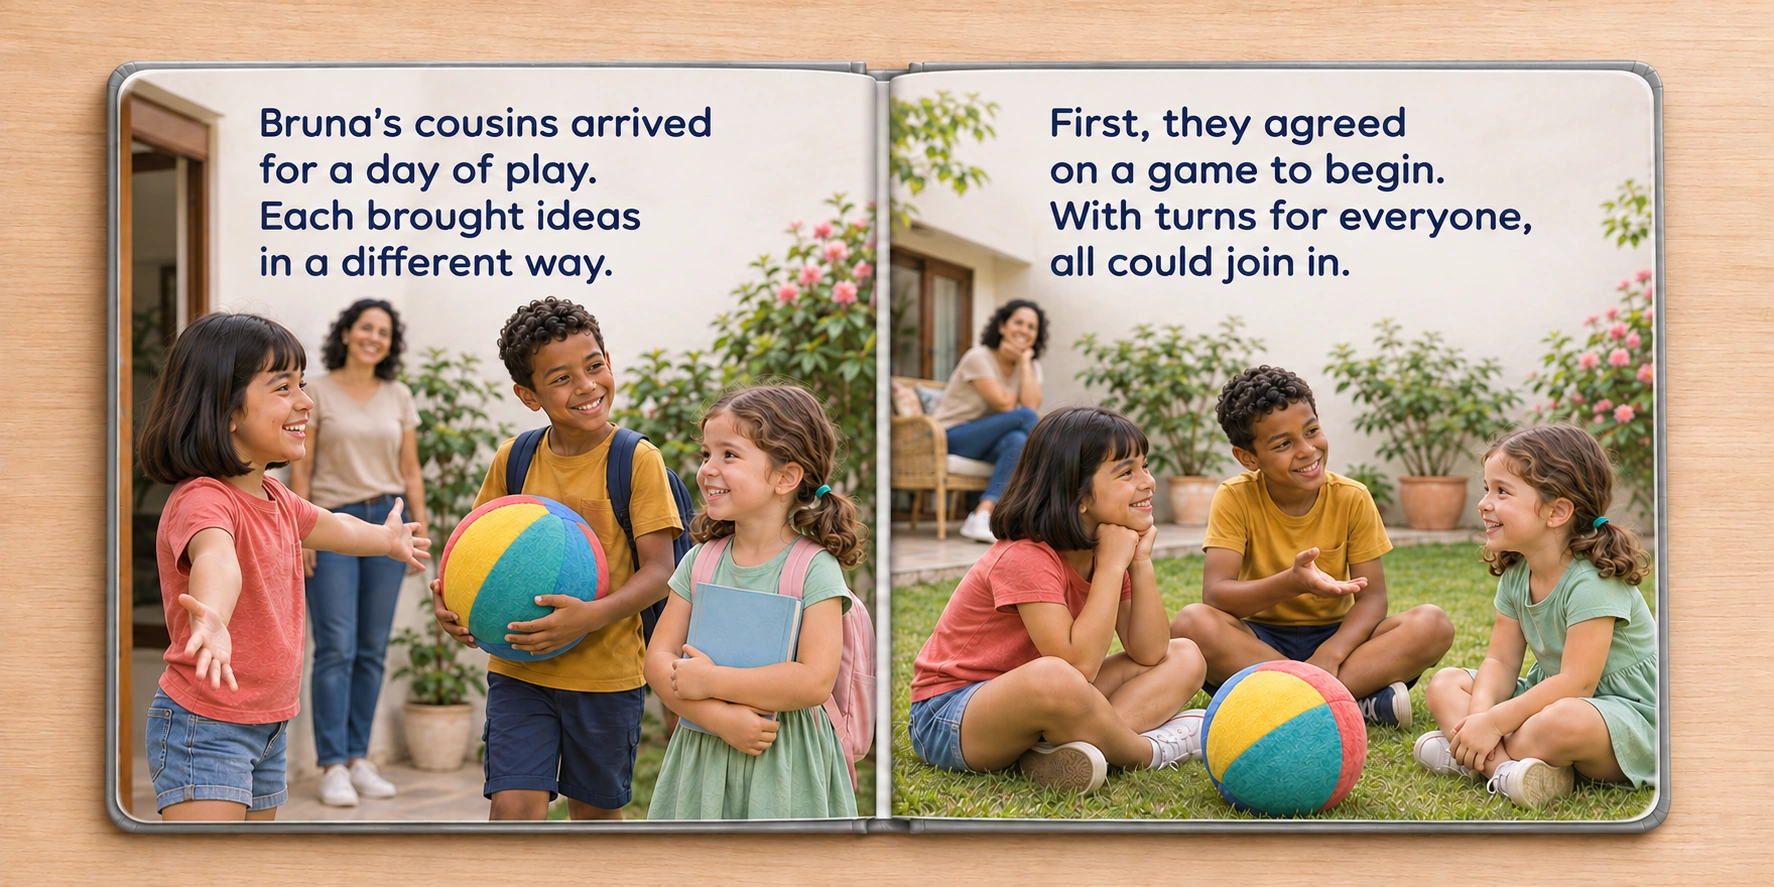 Bruna's cousins arrived
for a day of play.
Each brought ideas
in a different way.
First, they agreed
on a game to begin.
With turns for everyone,
all could join in.